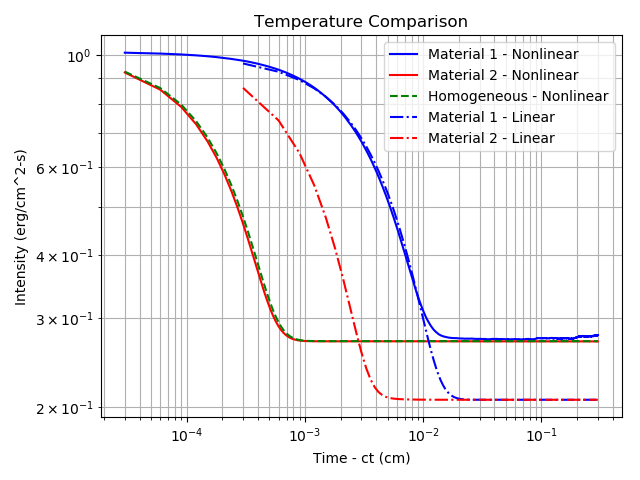 Temperature Comparison
Intensity (erg/cm^2-s)
10⁰
6 × 10⁻¹
4 × 10⁻¹
3 × 10⁻¹
2 × 10⁻¹
Material 1 - Nonlinear
Material 2 - Nonlinear
Homogeneous - Nonlinear
Material 1 - Linear
Material 2 - Linear
10⁻⁴ 10⁻³ 10⁻² 10⁻¹
Time - ct (cm)